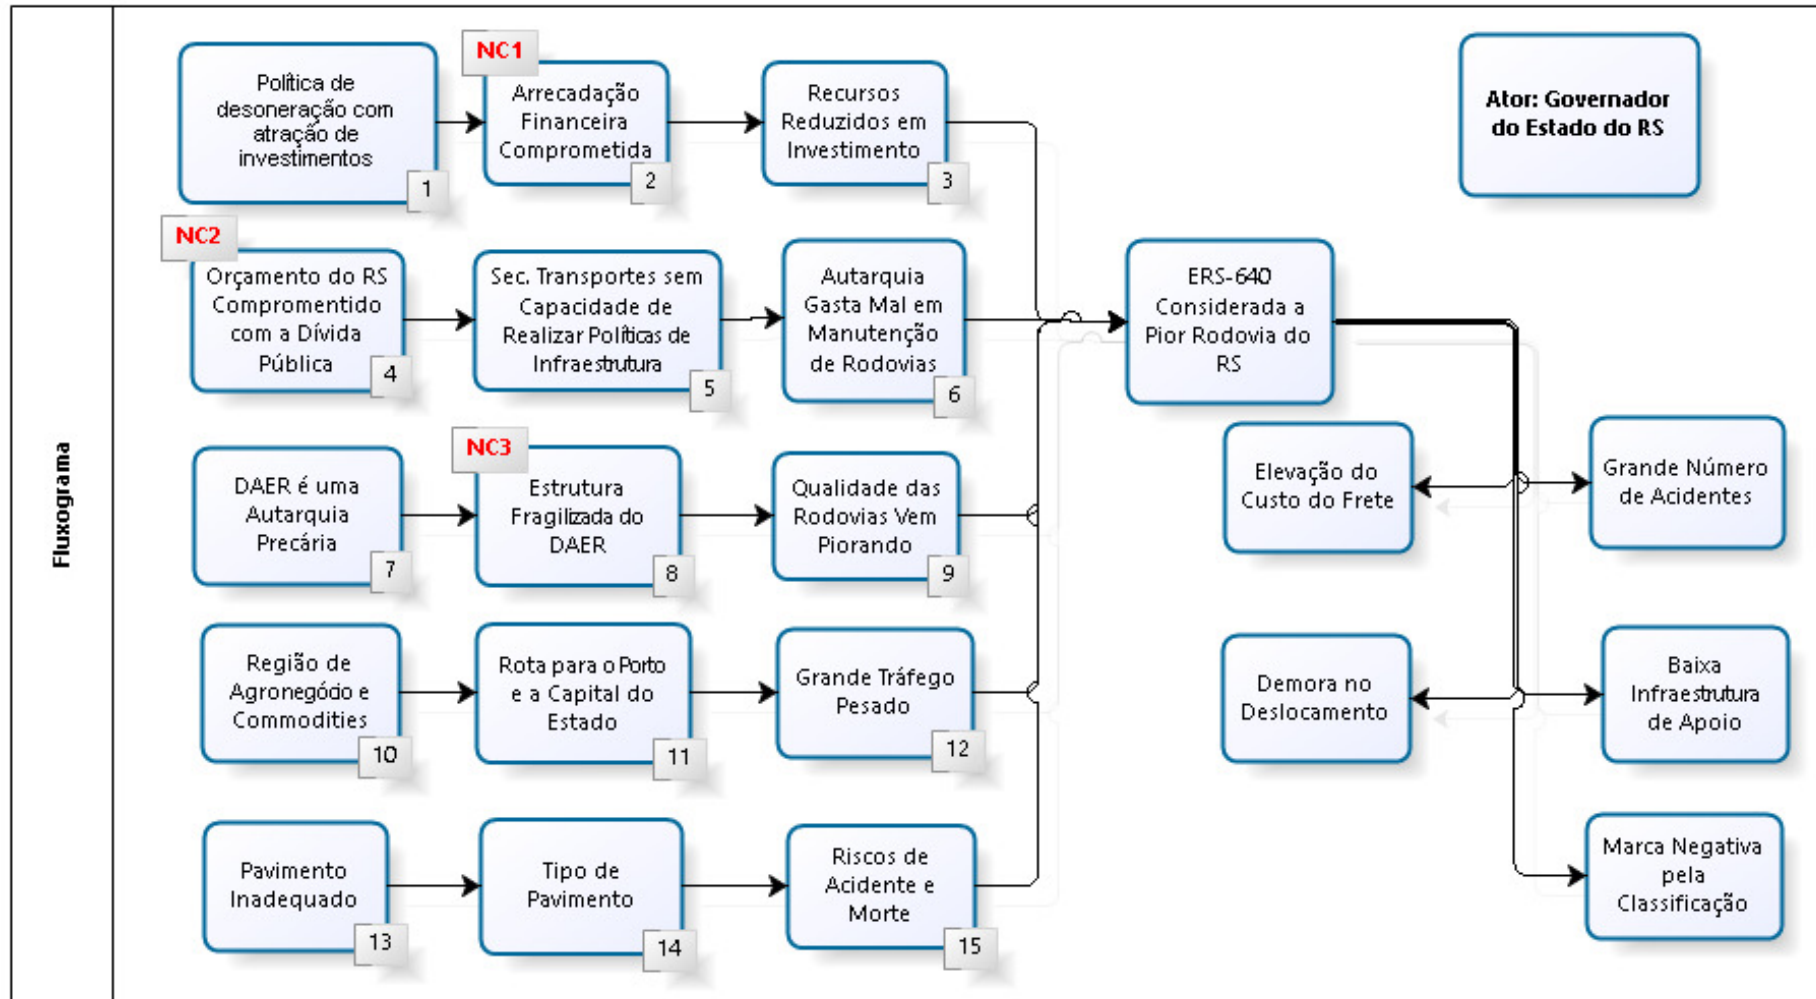 Fluxograma
Política de
desoneração com
atração de
investimentos
1
NC1
Arrecadação
Financeira
Comprometida
2
Recursos
Reduzidos em
Investimento
3
Ator: Governador
do Estado do RS
NC2
Orçamento do RS
Compromentido
com a Dívida
Pública
4
Sec. Transportes sem
Capacidade de
Realizar Políticas de
Infraestrutura
5
Autarquia
Gasta Mal em
Manutenção
de Rodovias
6
ERS-640
Considerada a
Pior Rodovia do
RS
DAER é uma
Autarquia
Precária
7
NC3
Estrutura
Fragilizada do
DAER
8
Qualidade das
Rodovias Vem
Piorando
9
Elevação do
Custo do Frete
Grande Número
de Acidentes
Região de
Agronegócio e
Commodities
10
Rota para o Porto
e a Capital do
Estado
11
Grande Tráfego
Pesado
12
Demora no
Deslocamento
Baixa
Infraestrutura
de Apoio
Pavimento
Inadequado
13
Tipo de
Pavimento
14
Riscos de
Acidente e
Morte
15
Marca Negativa
pela
Classificação